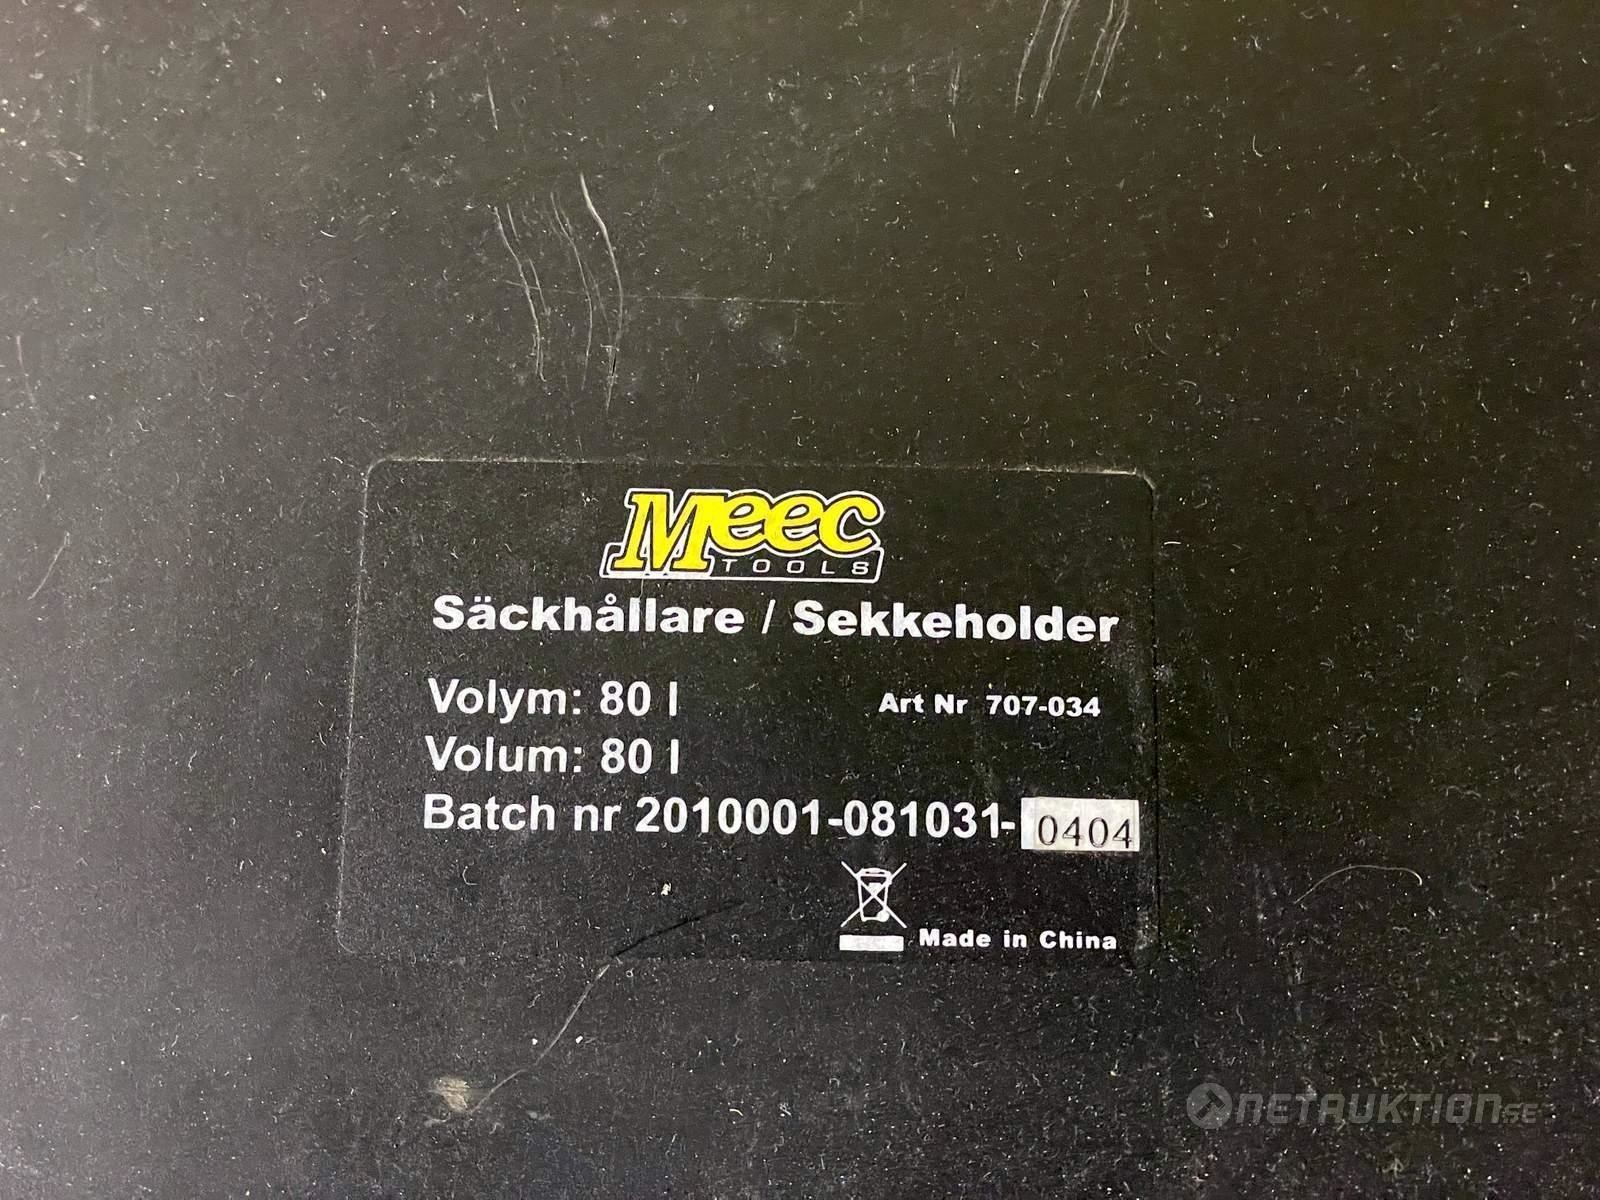 Meec
TOOLS
Säckhållare / Sekkeholder
Volym: 80 l
Art Nr 707-034
Volum: 80 l
Batch nr 2010001-081031-0404
Made in China
NETAUKTION.SE